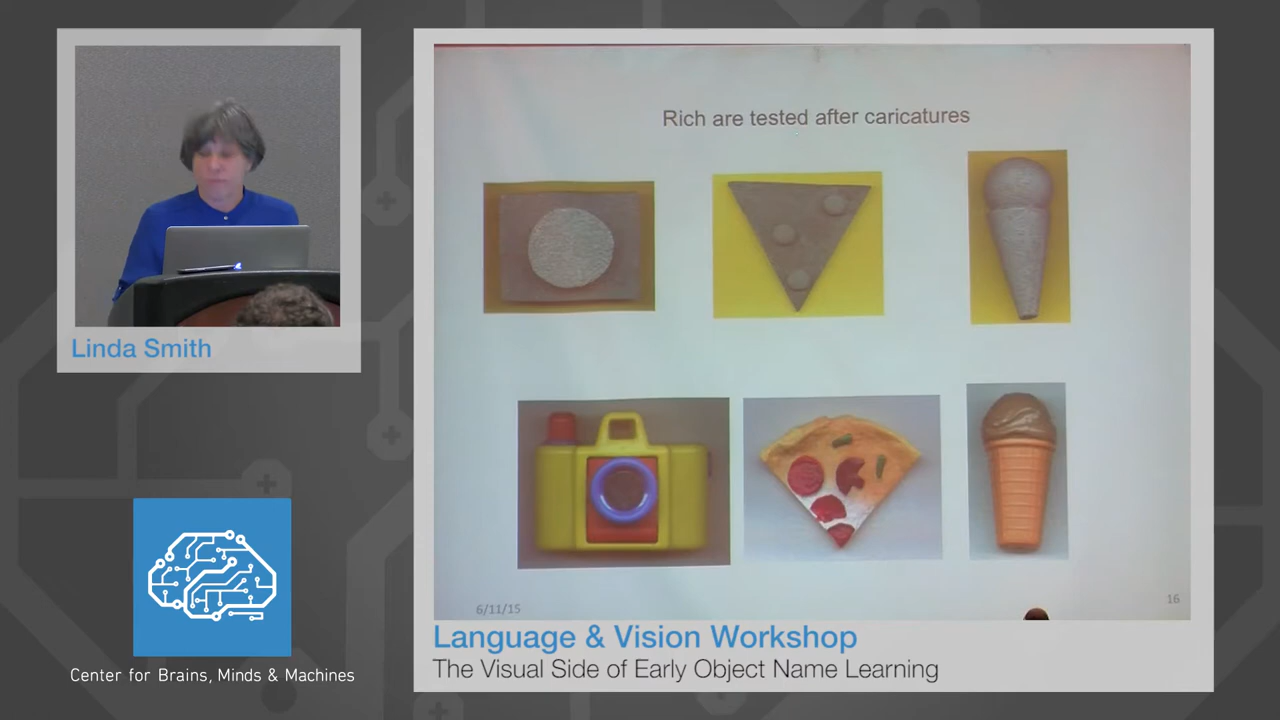 Rich are tested after caricatures
Linda Smith
6/11/15
16
Language & Vision Workshop
The Visual Side of Early Object Name Learning
Center for Brains, Minds & Machines